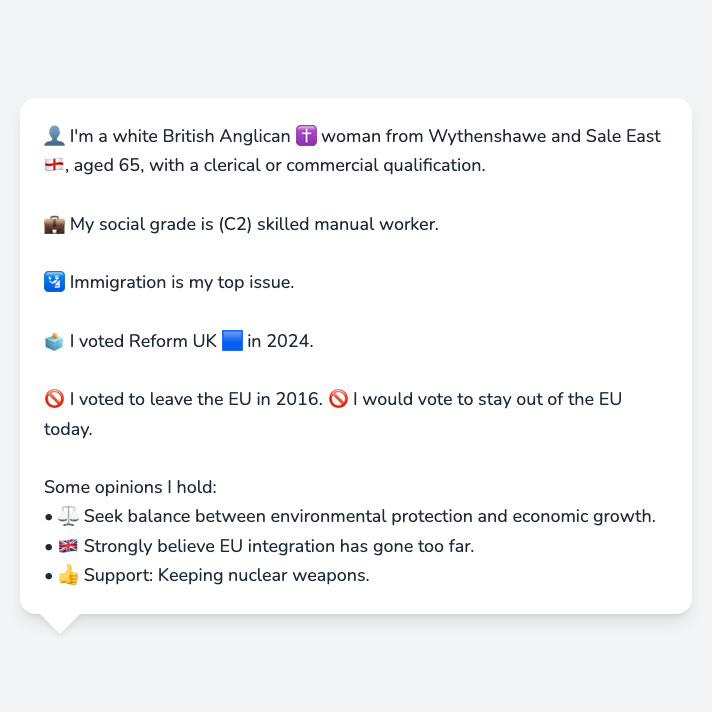 👤 I'm a white British Anglican ✝️ woman from Wythenshawe and Sale East
🏴󠁧󠁢󠁥󠁮󠁧󠁿, aged 65, with a clerical or commercial qualification.
💼 My social grade is (C2) skilled manual worker.
🛂 Immigration is my top issue.
🗳️ I voted Reform UK 🟦 in 2024.
🚫 I voted to leave the EU in 2016. 🚫 I would vote to stay out of the EU
today.
Some opinions I hold:
• ⚖️ Seek balance between environmental protection and economic growth.
• 🇬🇧 Strongly believe EU integration has gone too far.
• 👍 Support: Keeping nuclear weapons.